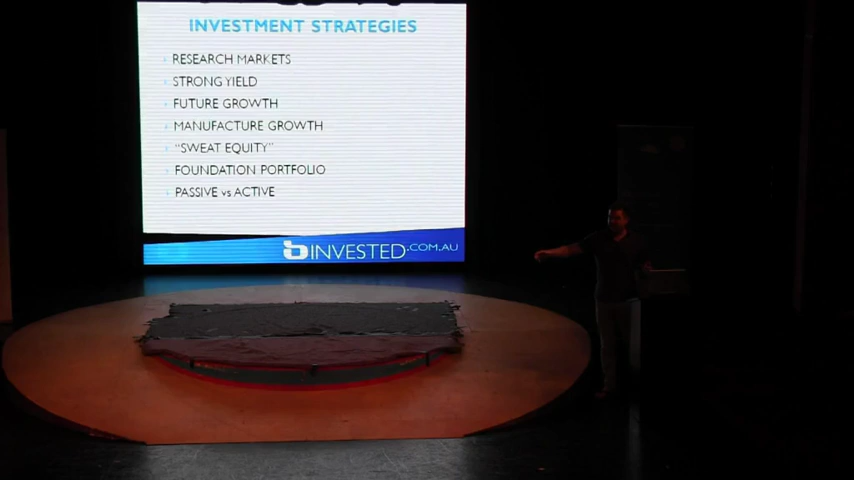 INVESTMENT STRATEGIES
RESEARCH MARKETS
STRONG YIELD
FUTURE GROWTH
MANUFACTURE GROWTH
"SWEAT EQUITY"
FOUNDATION PORTFOLIO
PASSIVE vs ACTIVE
bINVESTED.COM.AU